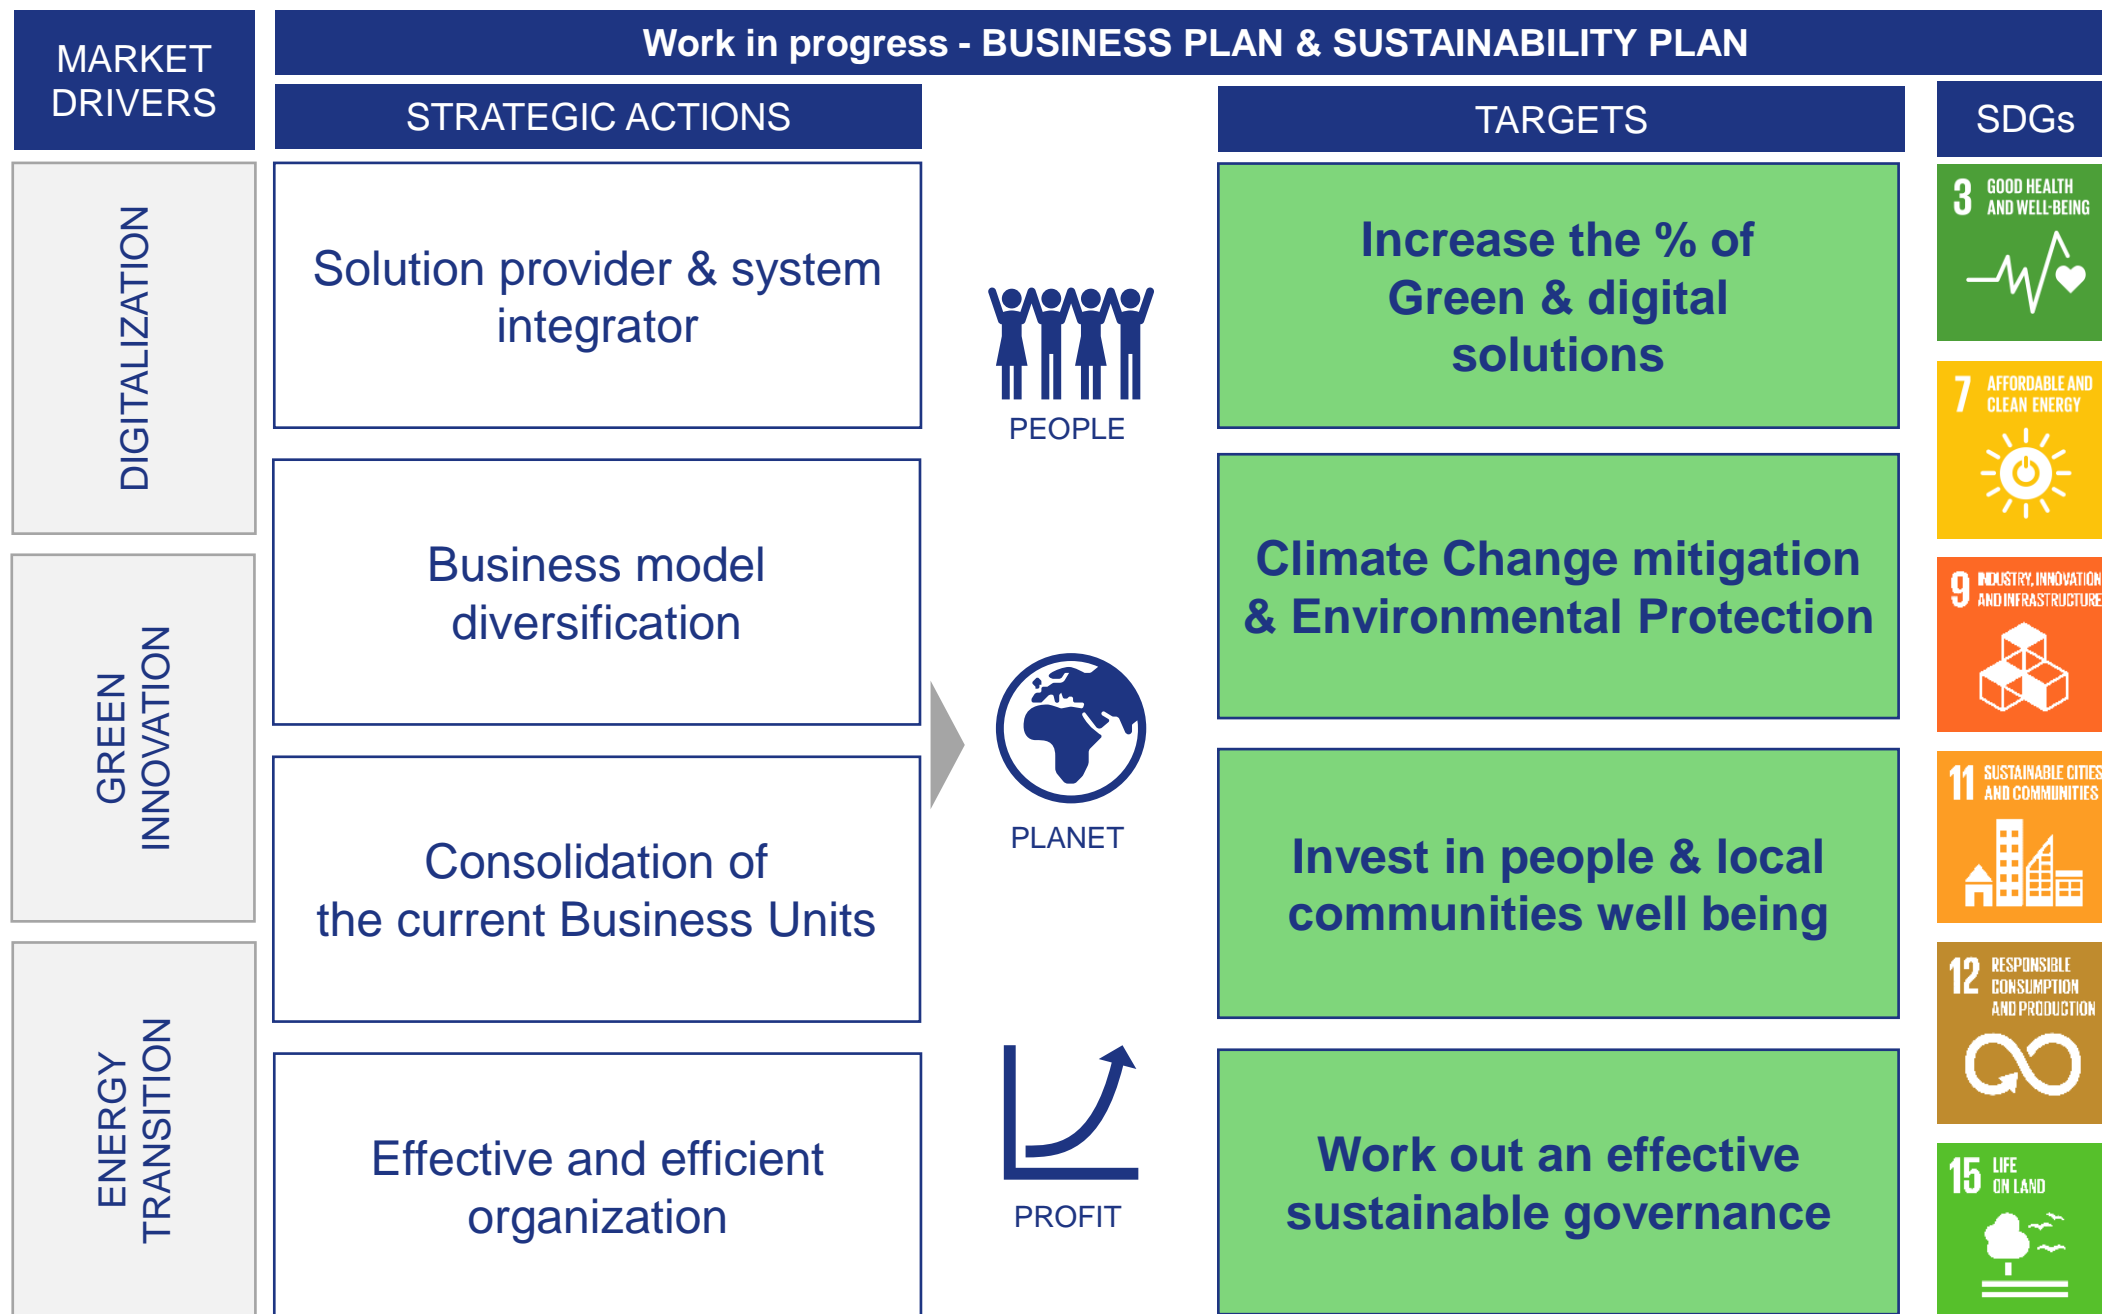 MARKET
DRIVERS
Work in progress - BUSINESS PLAN & SUSTAINABILITY PLAN
STRATEGIC ACTIONS
TARGETS
SDGs
DIGITALIZATION
GREEN
INNOVATION
ENERGY
TRANSITION
Solution provider & system
integrator
Business model
diversification
Consolidation of
the current Business Units
Effective and efficient
organization
PEOPLE
PLANET
PROFIT
Increase the % of
Green & digital
solutions
Climate Change mitigation
& Environmental Protection
Invest in people & local
communities well being
Work out an effective
sustainable governance
3 GOOD HEALTH
AND WELL-BEING
7 AFFORDABLE AND
CLEAN ENERGY
9 INDUSTRY, INNOVATION
AND INFRASTRUCTURE
11 SUSTAINABLE CITIES
AND COMMUNITIES
12 RESPONSIBLE
CONSUMPTION
AND PRODUCTION
15 LIFE
ON LAND